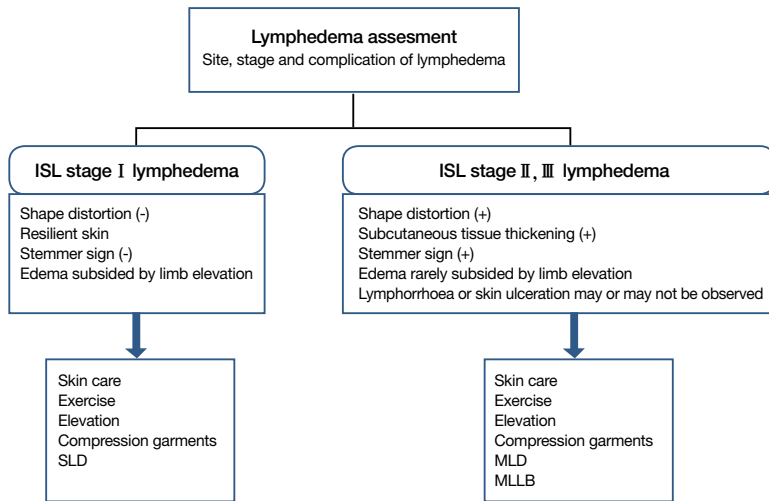 Lymphedema assesment
Site, stage and complication of lymphedema
ISL stage Ⅰ lymphedema
Shape distortion (-)
Resilient skin
Stemmer sign (-)
Edema subsided by limb elevation
Skin care
Exercise
Elevation
Compression garments
SLD
ISL stage Ⅱ, Ⅲ lymphedema
Shape distortion (+)
Subcutaneous tissue thickening (+)
Stemmer sign (+)
Edema rarely subsided by limb elevation
Lymphorrhoea or skin ulceration may or may not be observed
Skin care
Exercise
Elevation
Compression garments
MLD
MLLB